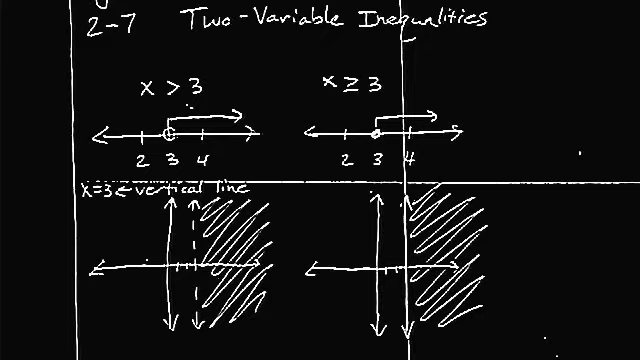 2-7 Two-Variable Inequalities
x > 3 x ≥ 3
2 3 4 2 3 4
x=3 ← vertical line